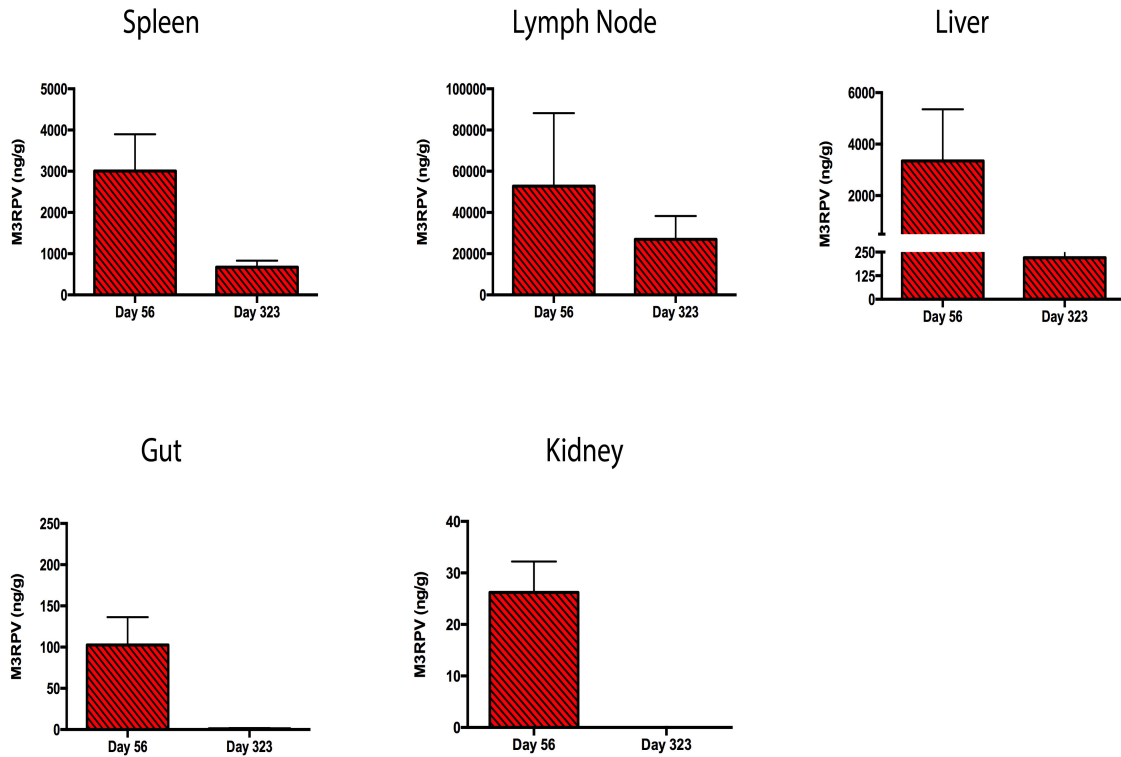 Spleen
Lymph Node
Liver
M3RPV (ng/g)
5000
4000
3000
2000
1000
0
Day 56 Day 323
M3RPV (ng/g)
100000
80000
60000
40000
20000
0
Day 56 Day 323
M3RPV (ng/g)
6000
4000
2000
250
125
0
Day 56 Day 323
Gut
Kidney
M3RPV (ng/g)
250
200
150
100
50
0
Day 56 Day 323
M3RPV (ng/g)
40
30
20
10
0
Day 56 Day 323